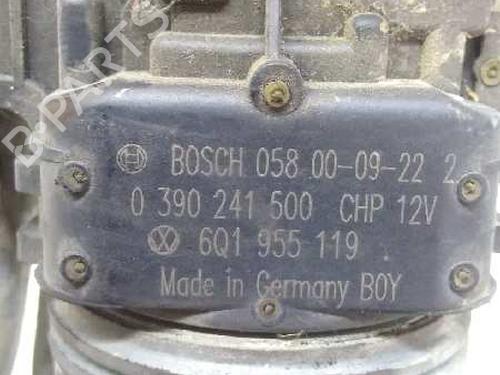 B-PARTS
BOSCH 058 00-09-22 2
0 390 241 500 CHP 12V
6Q1 955 119
Made in Germany BOY